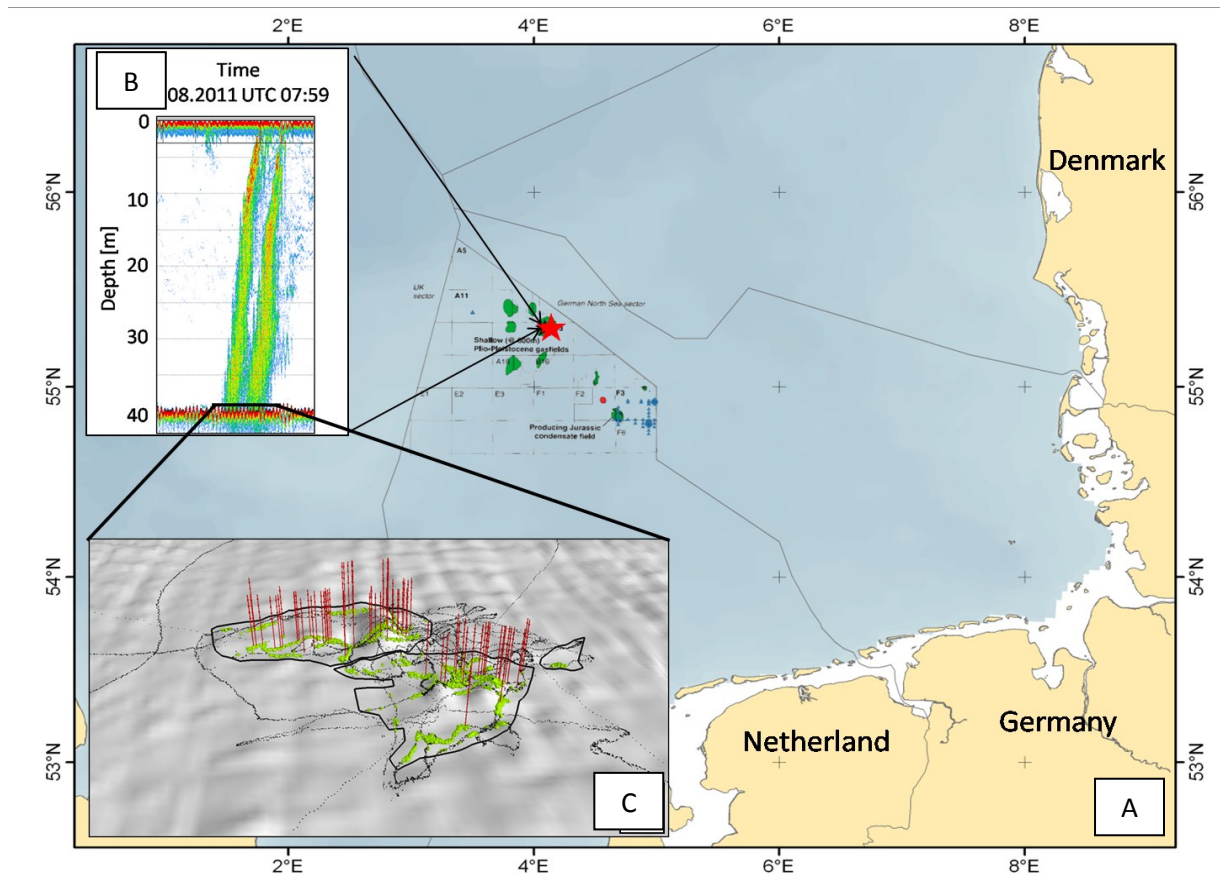 2°E
4°E
6°E
8°E
B
Time
08.2011 UTC 07:59
0
10
20
30
40
Depth [m]
56°N
55°N
54°N
53°N
56°N
55°N
54°N
53°N
Denmark
A5
UK
sector
A11
German North Sea sector
Shallow (@ 600m)
Plio-Pleistocene gasfields
E1
E2
E3
F1
F2
F3
Producing Jurassic
condensate field
F6
Netherland
Germany
C
A
2°E
4°E
6°E
8°E